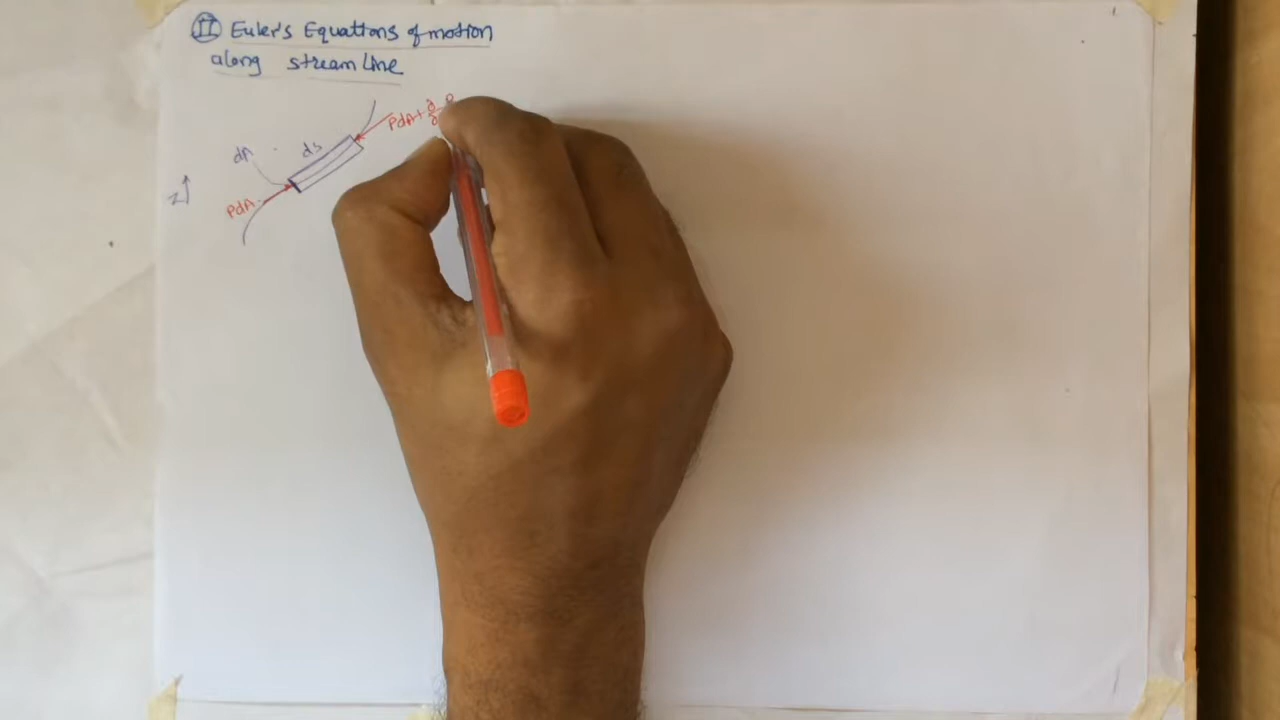 II Euler's Equations of motion
along stream line
PdA+ ∂
dA ds
Z
PdA